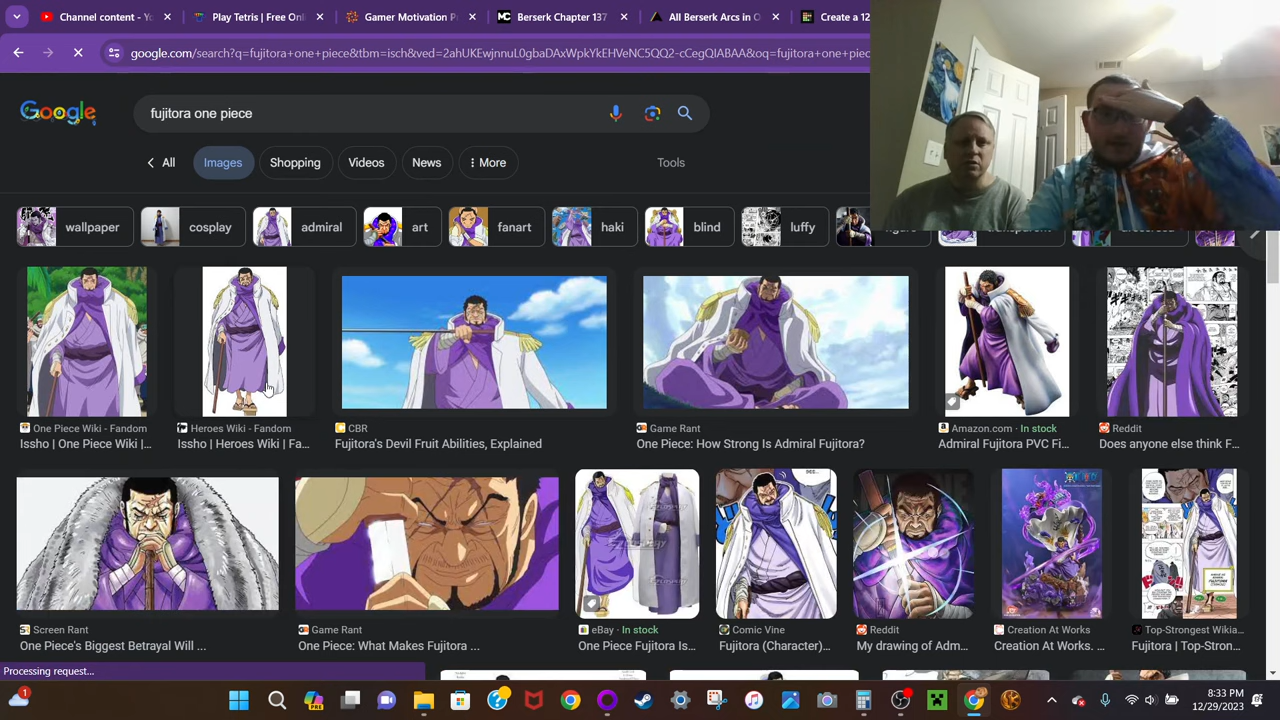 Channel content - Yo
Play Tetris | Free Onl
Gamer Motivation P
Berserk Chapter 137
All Berserk Arcs in O
Create a 12
google.com/search?q=fujitora+one+piece&tbm=isch&ved=2ahUKEwjnnuL0gbaDAxWpkYkEHVeNC5QQ2-cCegQIABAA&oq=fujitora+one+piec
Google
fujitora one piece
All
Images
Shopping
Videos
News
More
Tools
wallpaper
cosplay
admiral
art
fanart
haki
blind
luffy
One Piece Wiki - Fandom
Issho | One Piece Wiki |...
Heroes Wiki - Fandom
Issho | Heroes Wiki | Fa...
CBR
Fujitora's Devil Fruit Abilities, Explained
Game Rant
One Piece: How Strong Is Admiral Fujitora?
Amazon.com · In stock
Admiral Fujitora PVC Fi...
Reddit
Does anyone else think F...
Screen Rant
One Piece's Biggest Betrayal Will ...
Game Rant
One Piece: What Makes Fujitora ...
eBay · In stock
One Piece Fujitora Is...
Comic Vine
Fujitora (Character)...
Reddit
My drawing of Adm...
Creation At Works
Creation At Works. ...
Top-Strongest Wikia...
Fujitora | Top-Stron...
Processing request...
1
PRE
8:33 PM
12/29/2023